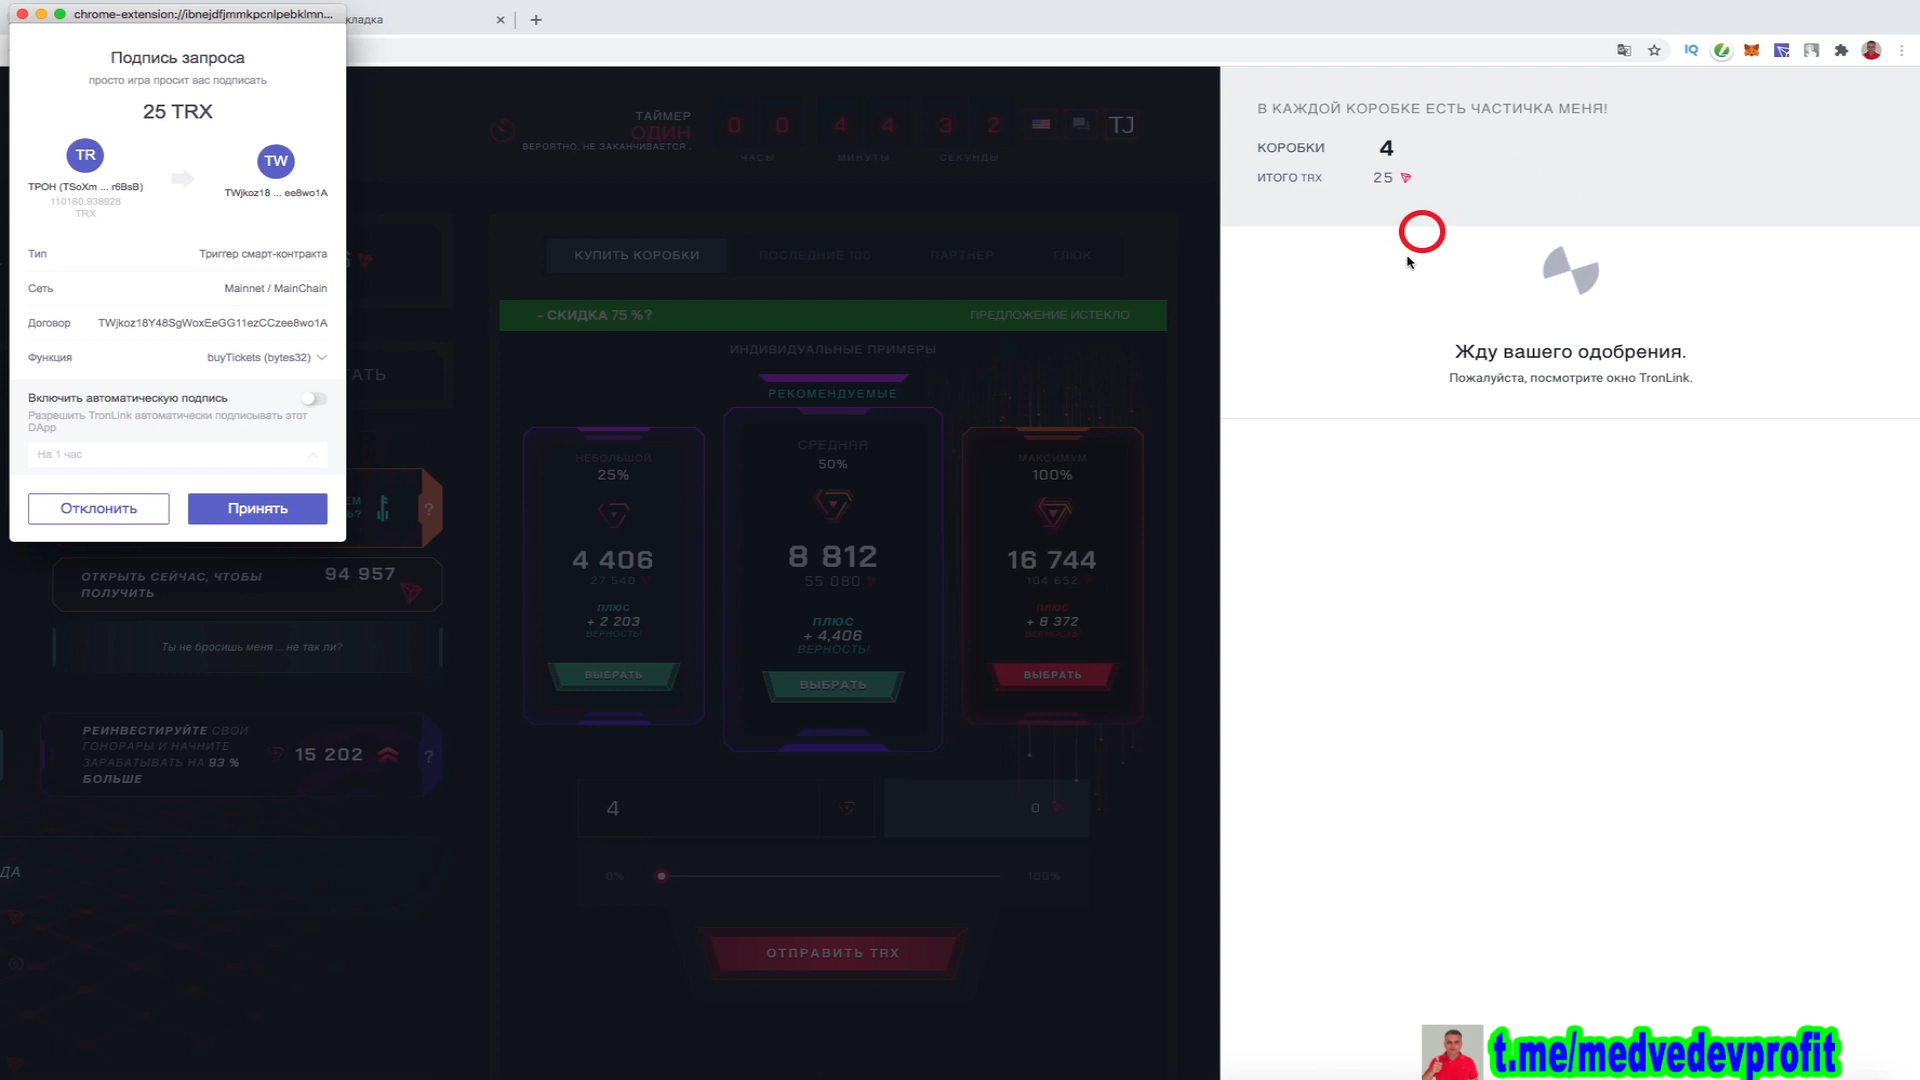 chrome-extension://ibnejdfjmmkpcnlpebklmn...
кладка
Подпись запроса
просто игра просит вас подписать
25 TRX
TR
TW
ТРОН (TSoXm ... r6BsB)
110160.938928
TRX
TWjkoz18 ... ee8wo1A
Тип
Триггер смарт-контракта
Сеть
Mainnet / MainChain
Договор
TWjkoz18Y48SgWoxEeGG11ezCCzee8wo1A
Функция
buyTickets (bytes32)
Включить автоматическую подпись
Разрешить TronLink автоматически подписывать этот
DApp
На 1 час
Отклонить
Принять
ТАЙМЕР
ОДИН
ВЕРОЯТНО, НЕ ЗАКАНЧИВАЕТСЯ .
0 0 4 4 3 2
ЧАСЫ
МИНУТЫ
СЕКУНДЫ
TJ
КУПИТЬ КОРОБКИ
ПОСЛЕДНИЕ 100
ПАРТНЕР
ГЛЮК
- СКИДКА 75 %?
ПРЕДЛОЖЕНИЕ ИСТЕКЛО
ИНДИВИДУАЛЬНЫЕ ПРИМЕРЫ
РЕКОМЕНДУЕМЫЕ
НЕБОЛЬШОЙ
25%
4 406
27 540
ПЛЮС
+ 2 203
ВЕРНОСТЬ!
ВЫБРАТЬ
СРЕДНЯЯ
50%
8 812
55 080
ПЛЮС
+ 4,406
ВЕРНОСТЬ!
ВЫБРАТЬ
МАКСИМУМ
100%
16 744
104 652
ПЛЮС
+ 8 372
ВЕРНОСТЬ!
ВЫБРАТЬ
4
0%
100%
ОТПРАВИТЬ TRX
ТАТЬ
ЕМ
Ь?
?
ОТКРЫТЬ СЕЙЧАС, ЧТОБЫ
ПОЛУЧИТЬ
94 957
Ты не бросишь меня ... не так ли?
РЕИНВЕСТИРУЙТЕ СВОИ
ГОНОРАРЫ И НАЧНИТЕ
ЗАРАБАТЫВАТЬ НА 93 %
БОЛЬШЕ
15 202
?
ДА
В КАЖДОЙ КОРОБКЕ ЕСТЬ ЧАСТИЧКА МЕНЯ!
КОРОБКИ
4
ИТОГО TRX
25
Жду вашего одобрения.
Пожалуйста, посмотрите окно TronLink.
t.me/medvedevprofit